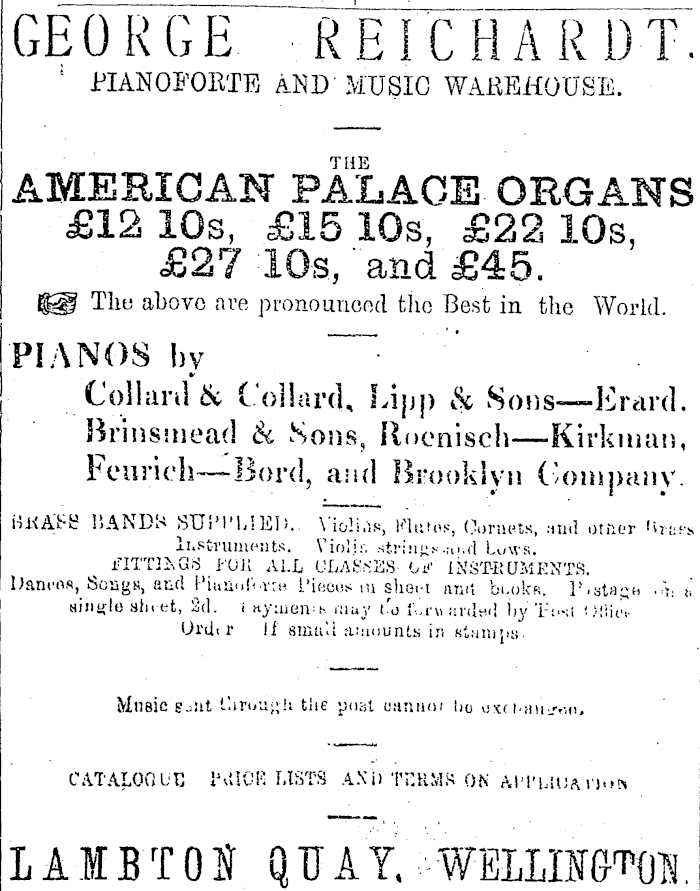 GEORGE REICHARDT.
PIANOFORTE AND MUSIC WAREHOUSE.
THE
AMERICAN PALACE ORGANS
£12 10s, £15 10s, £22 10s,
£27 10s, and £45.
☞ The above are pronounced the Best in the World.
PIANOS by
Collard & Collard, Lipp & Sons—Erard.
Brinsmead & Sons, Roenisch—Kirkman,
Feurich—Bord, and Brooklyn Company.
BRASS BANDS SUPPLIED. Violins, Flutes, Cornets, and other Brass
Instruments. Violin strings and bows.
FITTINGS FOR ALL CLASSES OF INSTRUMENTS.
Dances, Songs, and Pianoforte Pieces in sheet and books. Postage on a
single sheet, 2d. Payments may be forwarded by Post Office
Order If small amounts in stamps.
Music sent through the post cannot be exchanged.
CATALOGUE PRICE LISTS AND TERMS ON APPLICATION
LAMBTON QUAY, WELLINGTON.